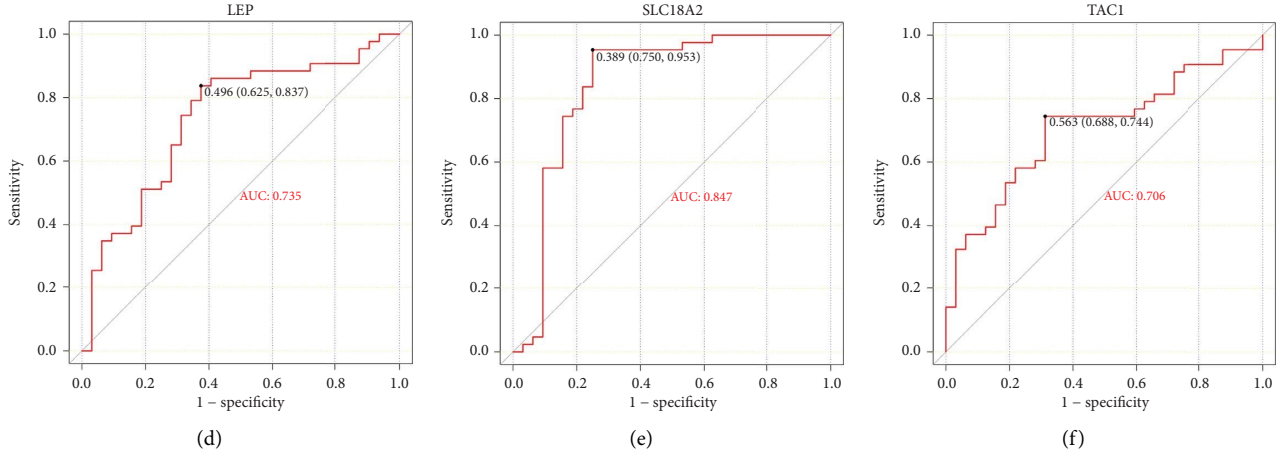 LEP
1.0
0.8
0.6
0.4
0.2
0.0
Sensitivity
0.496 (0.625, 0.837)
AUC: 0.735
0.0 0.2 0.4 0.6 0.8 1.0
1 − specificity
(d)
SLC18A2
1.0
0.8
0.6
0.4
0.2
0.0
Sensitivity
0.389 (0.750, 0.953)
AUC: 0.847
0.0 0.2 0.4 0.6 0.8 1.0
1 − specificity
(e)
TAC1
1.0
0.8
0.6
0.4
0.2
0.0
Sensitivity
0.563 (0.688, 0.744)
AUC: 0.706
0.0 0.2 0.4 0.6 0.8 1.0
1 − specificity
(f)